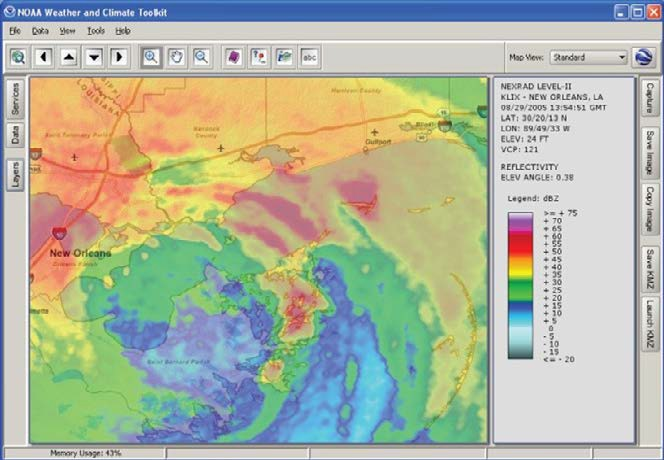 NOAA Weather and Climate Toolkit
File Data View Tools Help
abc
Map View: Standard
Services
Data
Layers
MISSISSIPPI
LOUISIANA
Harrison County
Saint Tammany Parish
Hancock County
Gulfport
Biloxi
10
90
New Orleans
Orleans Parish
Saint Bernard Parish
NEXRAD LEVEL-II
KLIX - NEW ORLEANS, LA
08/29/2005 13:54:51 GMT
LAT: 30/20/13 N
LON: 89/49/33 W
ELEV: 24 FT
VCP: 121
REFLECTIVITY
ELEV ANGLE: 0.38
Legend: dBZ
>= + 75
+ 70
+ 65
+ 60
+ 55
+ 50
+ 45
+ 40
+ 35
+ 30
+ 25
+ 20
+ 15
+ 10
+ 5
0
- 5
- 10
- 15
<= - 20
Capture
Save Image
Copy Image
Save KMZ
Launch KMZ
Memory Usage: 43%